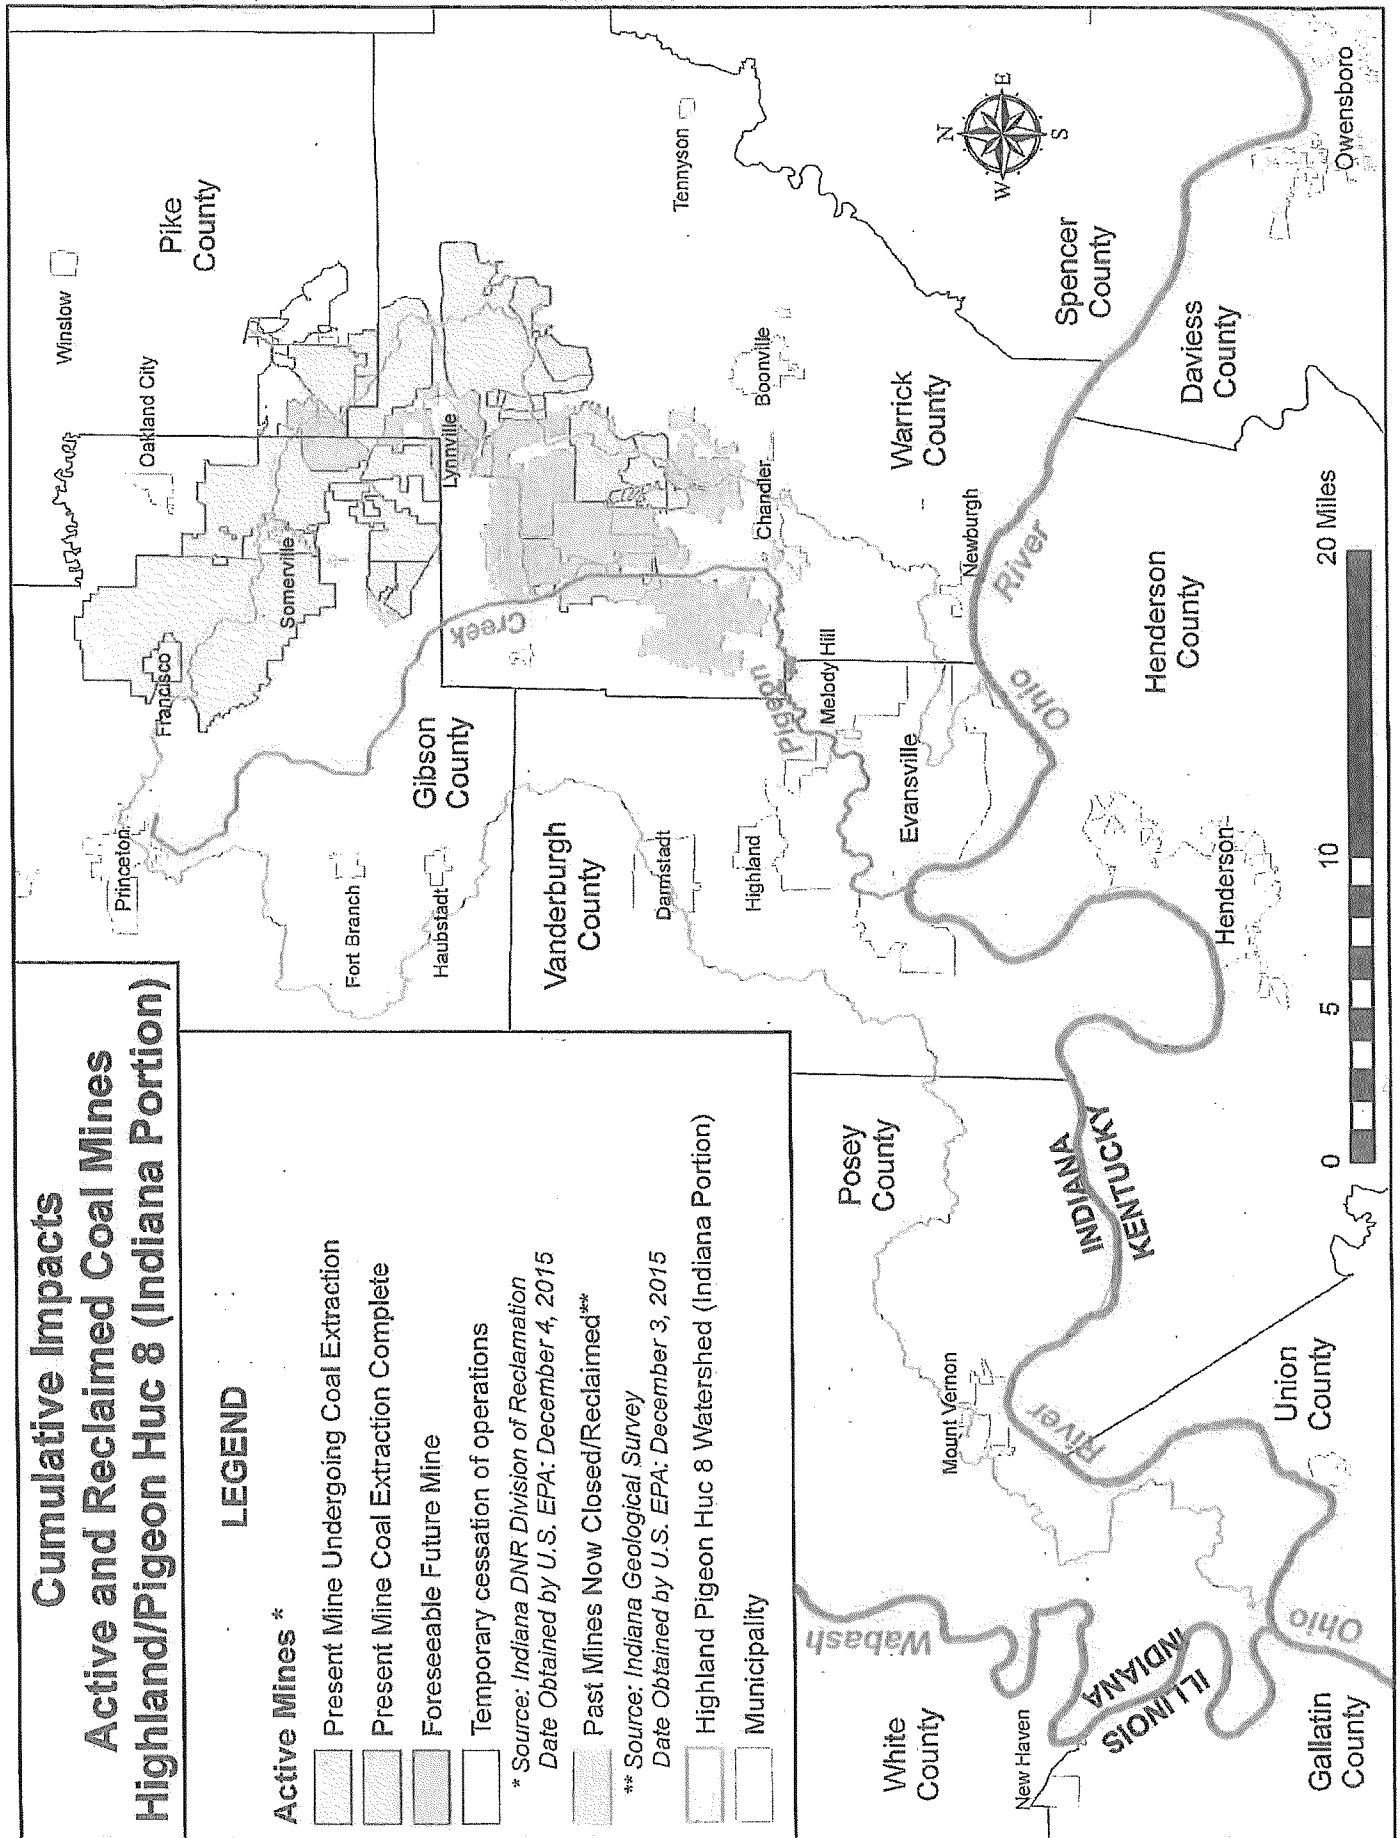 Cumulative Impacts
Active and Reclaimed Coal Mines
Highland/Pigeon Huc 8 (Indiana Portion)
LEGEND
Active Mines *
Present Mine Undergoing Coal Extraction
Present Mine Coal Extraction Complete
Foreseeable Future Mine
Temporary cessation of operations
* Source: Indiana DNR Division of Reclamation
Date Obtained by U.S. EPA: December 4, 2015
Past Mines Now Closed/Reclaimed**
** Source: Indiana Geological Survey
Date Obtained by U.S. EPA: December 3, 2015
Highland Pigeon Huc 8 Watershed (Indiana Portion)
Municipality
Winslow
Pike
County
Oakland City
Francisco
Somerville
Princeton
Fort Branch
Haubstadt
Gibson
County
Lynnville
Creek
Pigeon
Tennyson
Vanderburgh
County
Darmstadt
Highland
Melody Hill
Chandler
Boonville
Evansville
Newburgh
Warrick
County
Spencer
County
N
W
E
S
Posey
County
Ohio
River
Daviess
County
Owensboro
Henderson
County
Henderson
INDIANA
KENTUCKY
Mount Vernon
River
Union
County
Wabash
White
County
New Haven
ILLINOIS
INDIANA
Ohio
Gallatin
County
0
5
10
20 Miles